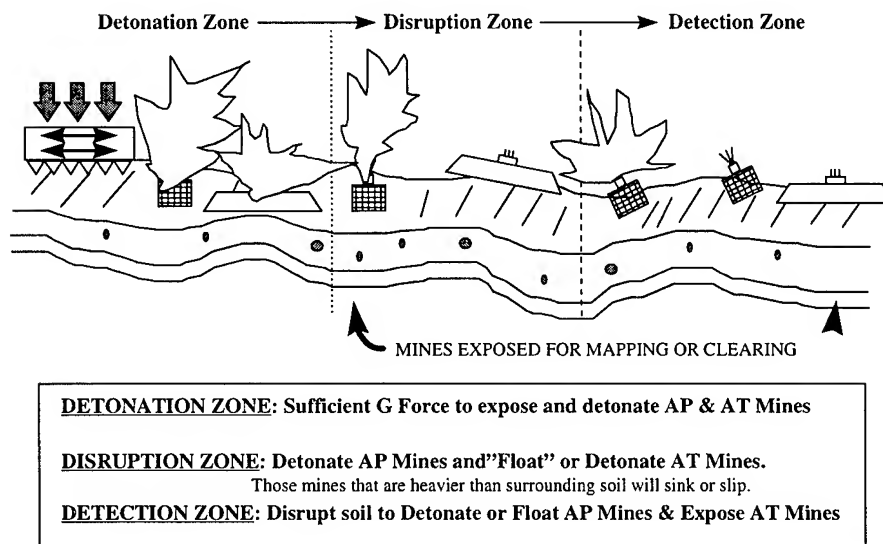 Detonation Zone Disruption Zone Detection Zone
MINES EXPOSED FOR MAPPING OR CLEARING
DETONATION ZONE: Sufficient G Force to expose and detonate AP & AT Mines
DISRUPTION ZONE: Detonate AP Mines and”Float” or Detonate AT Mines.
Those mines that are heavier than surrounding soil will sink or slip.
DETECTION ZONE: Disrupt soil to Detonate or Float AP Mines & Expose AT Mines